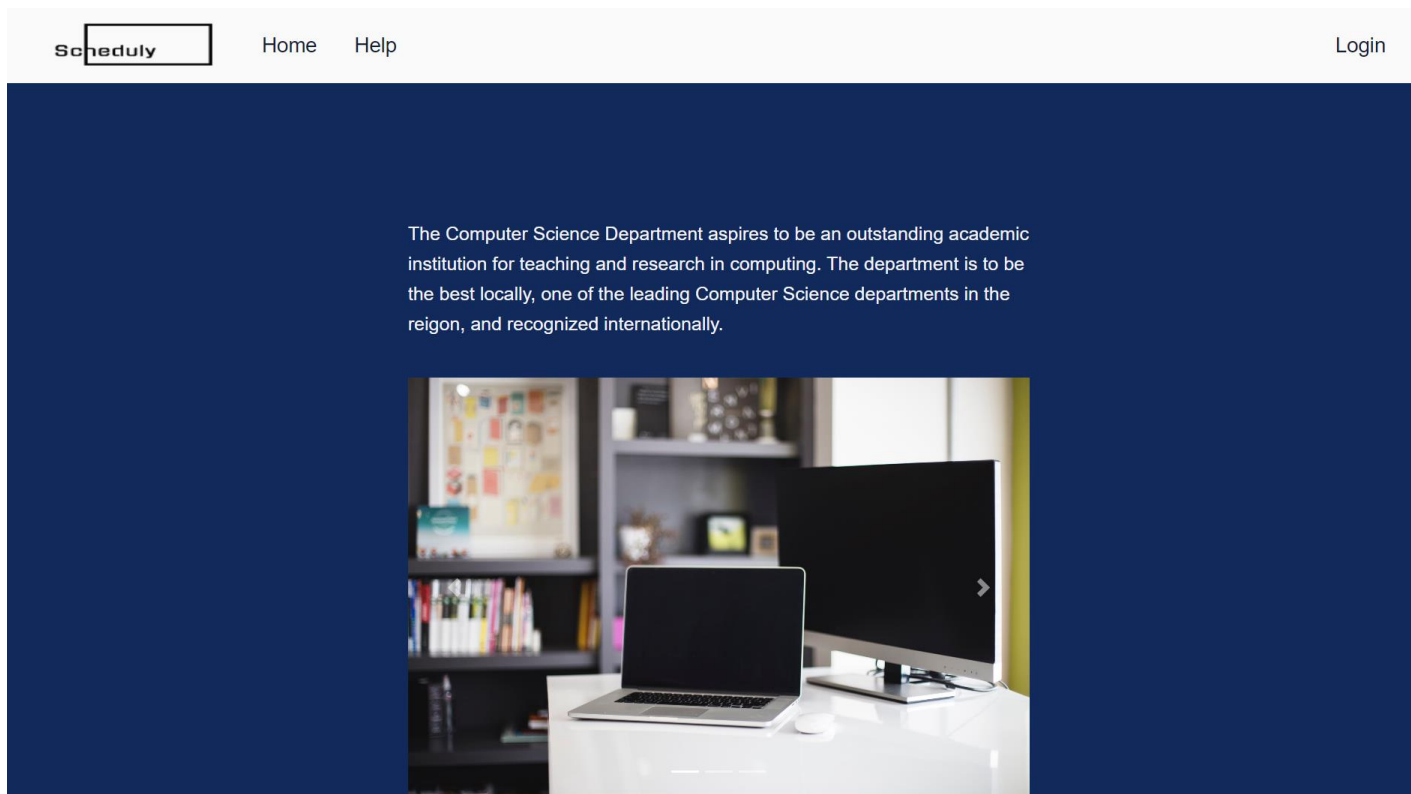 Scheduly
Home
Help
Login
The Computer Science Department aspires to be an outstanding academic
institution for teaching and research in computing. The department is to be
the best locally, one of the leading Computer Science departments in the
reigon, and recognized internationally.